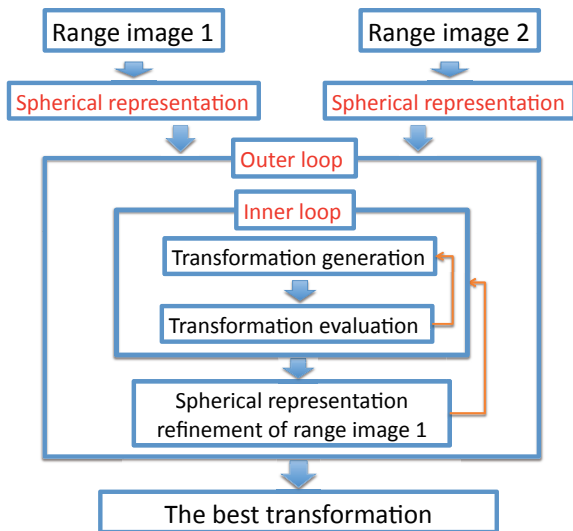 Range image 1
Range image 2
Spherical representation
Spherical representation
Outer loop
Inner loop
Transformation generation
Transformation evaluation
Spherical representation
refinement of range image 1
The best transformation